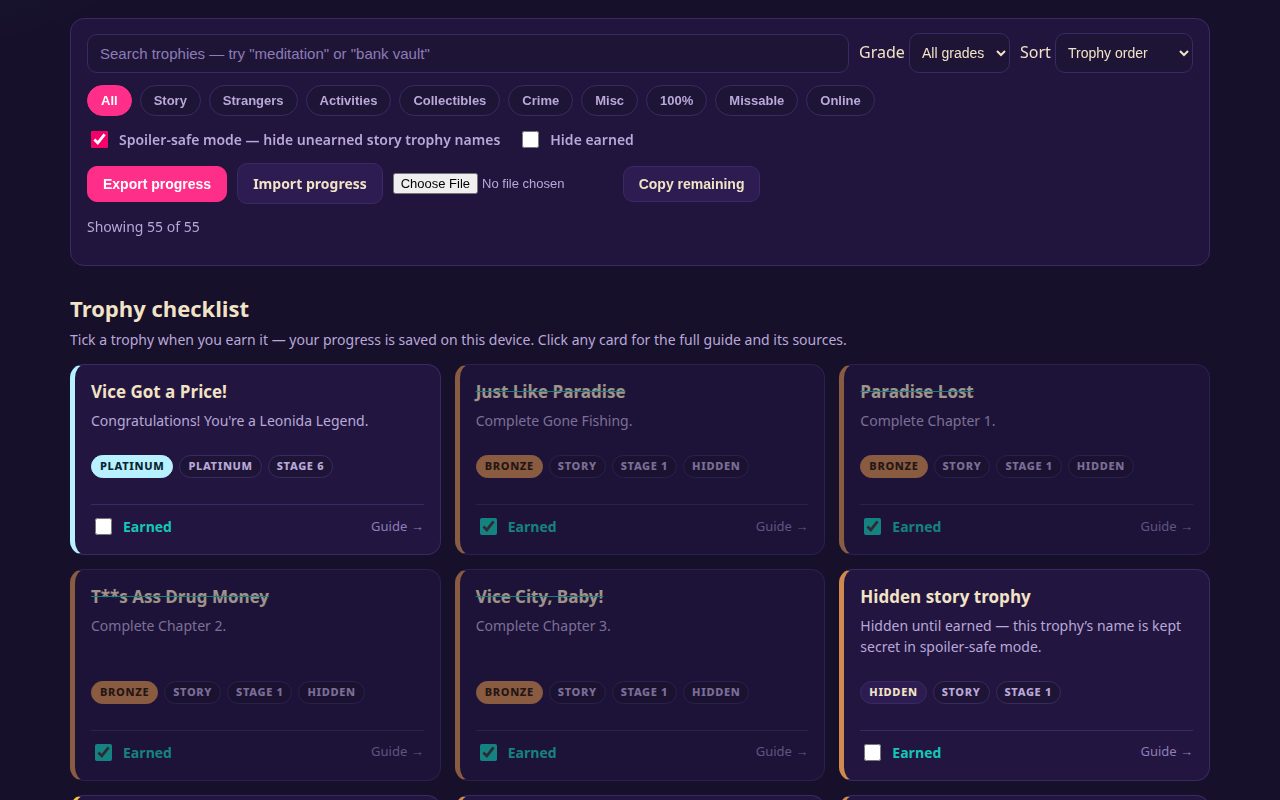 Search trophies — try "meditation" or "bank vault"
Grade All grades Sort Trophy order
All Story Strangers Activities Collectibles Crime Misc 100% Missable Online
Spoiler-safe mode — hide unearned story trophy names Hide earned
Export progress Import progress Choose File No file chosen Copy remaining
Showing 55 of 55
Trophy checklist
Tick a trophy when you earn it — your progress is saved on this device. Click any card for the full guide and its sources.
Vice Got a Price!
Congratulations! You're a Leonida Legend.
PLATINUM PLATINUM STAGE 6
Earned Guide →
Just Like Paradise
Complete Gone Fishing.
BRONZE STORY STAGE 1 HIDDEN
Earned Guide →
Paradise Lost
Complete Chapter 1.
BRONZE STORY STAGE 1 HIDDEN
Earned Guide →
T**s Ass Drug Money
Complete Chapter 2.
BRONZE STORY STAGE 1 HIDDEN
Earned Guide →
Vice City, Baby!
Complete Chapter 3.
BRONZE STORY STAGE 1 HIDDEN
Earned Guide →
Hidden story trophy
Hidden until earned — this trophy’s name is kept
secret in spoiler-safe mode.
HIDDEN STORY STAGE 1
Earned Guide →